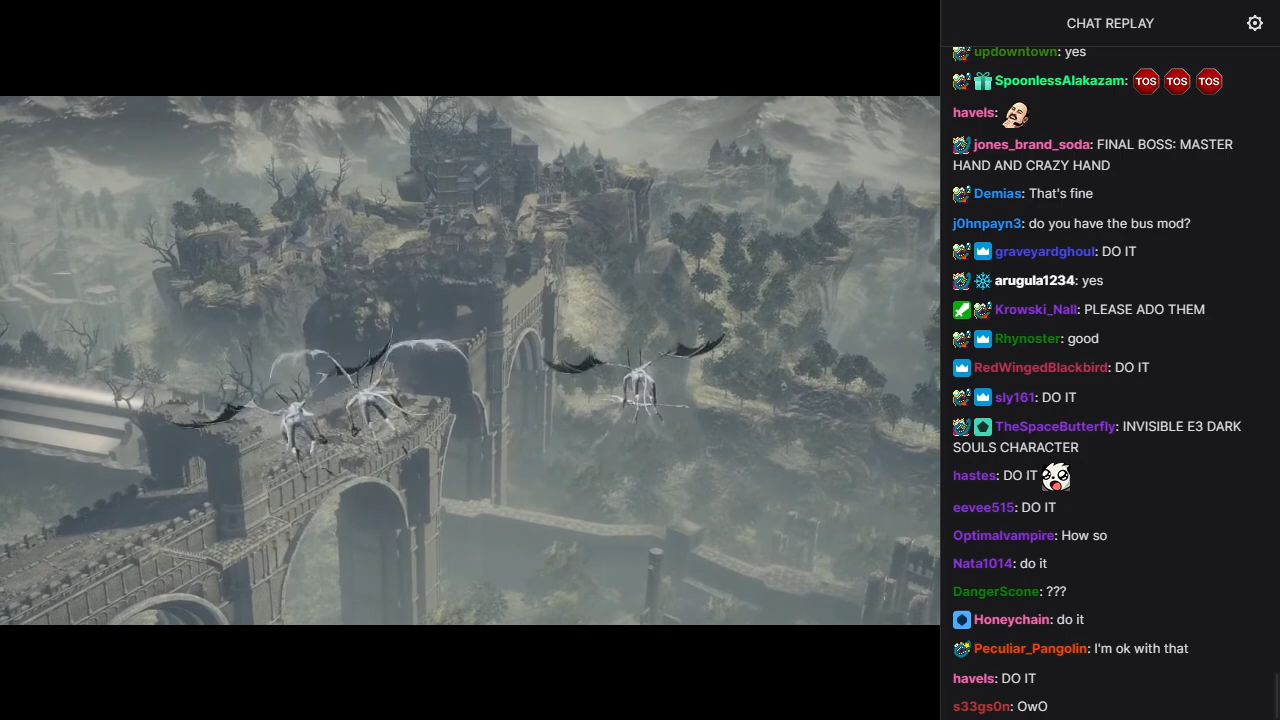 CHAT REPLAY
updowntown: yes
SpoonlessAlakazam: TOS TOS TOS
havels:
jones_brand_soda: FINAL BOSS: MASTER
HAND AND CRAZY HAND
Demias: That's fine
j0hnpayn3: do you have the bus mod?
graveyardghoul: DO IT
arugula1234: yes
Krowski_Nall: PLEASE ADO THEM
Rhynoster: good
RedWingedBlackbird: DO IT
sly161: DO IT
TheSpaceButterfly: INVISIBLE E3 DARK
SOULS CHARACTER
hastes: DO IT
eevee515: DO IT
Optimalvampire: How so
Nata1014: do it
DangerScone: ???
Honeychain: do it
Peculiar_Pangolin: I'm ok with that
havels: DO IT
s33gs0n: OwO